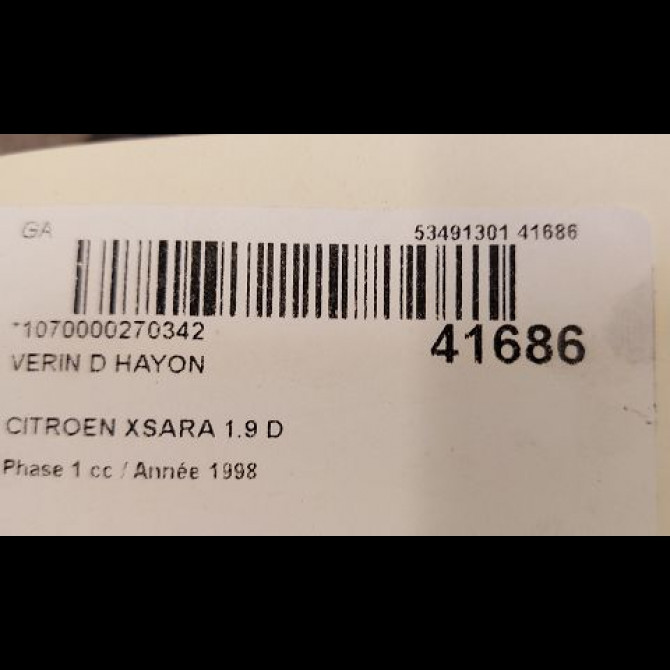 GA 53491301 41686
*1070000270342
41686
VERIN D HAYON
CITROEN XSARA 1.9 D
Phase 1 cc / Année 1998